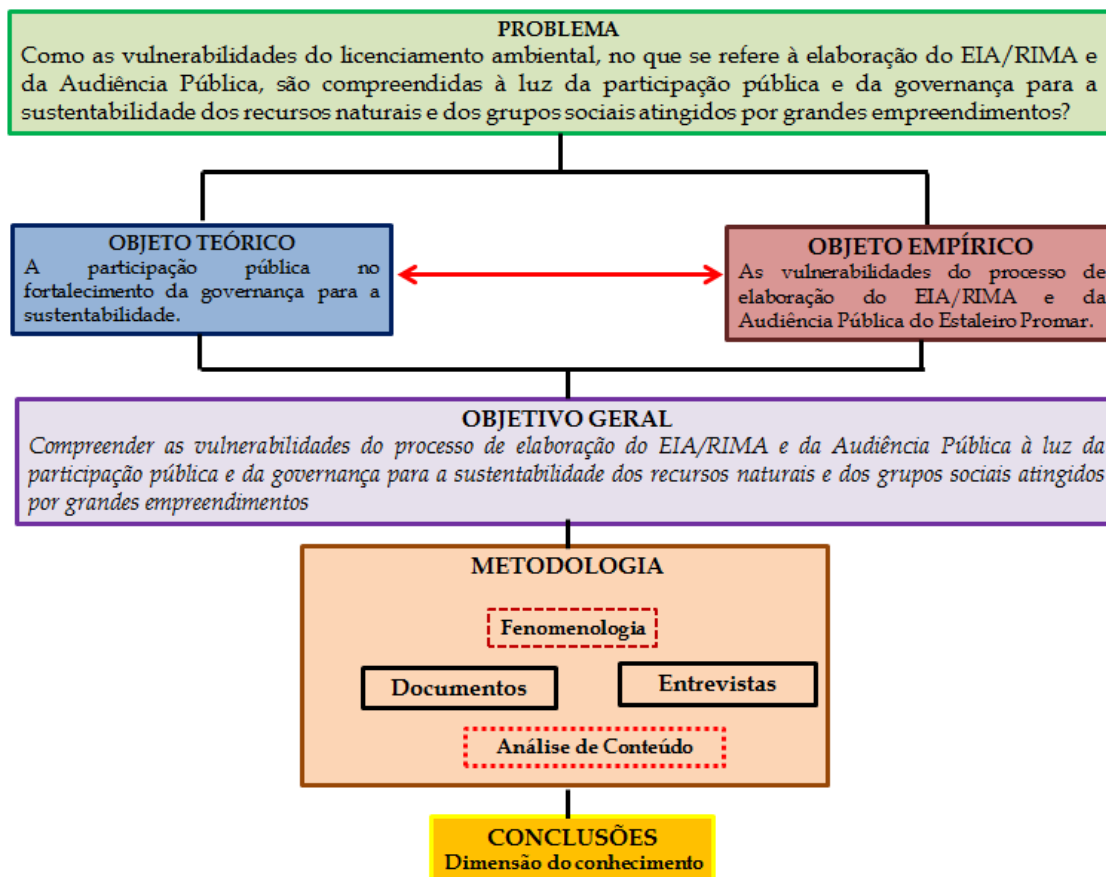 PROBLEMA
Como as vulnerabilidades do licenciamento ambiental, no que se refere à elaboração do EIA/RIMA e
da Audiência Pública, são compreendidas à luz da participação pública e da governança para a
sustentabilidade dos recursos naturais e dos grupos sociais atingidos por grandes empreendimentos?
OBJETO TEÓRICO
A participação pública no
fortalecimento da governança para a
sustentabilidade.
OBJETO EMPÍRICO
As vulnerabilidades do processo de
elaboração do EIA/RIMA e da
Audiência Pública do Estaleiro Promar.
OBJETIVO GERAL
Compreender as vulnerabilidades do processo de elaboração do EIA/RIMA e da Audiência Pública à luz da
participação pública e da governança para a sustentabilidade dos recursos naturais e dos grupos sociais atingidos
por grandes empreendimentos
METODOLOGIA
Fenomenologia
Documentos
Entrevistas
Análise de Conteúdo
CONCLUSÕES
Dimensão do conhecimento